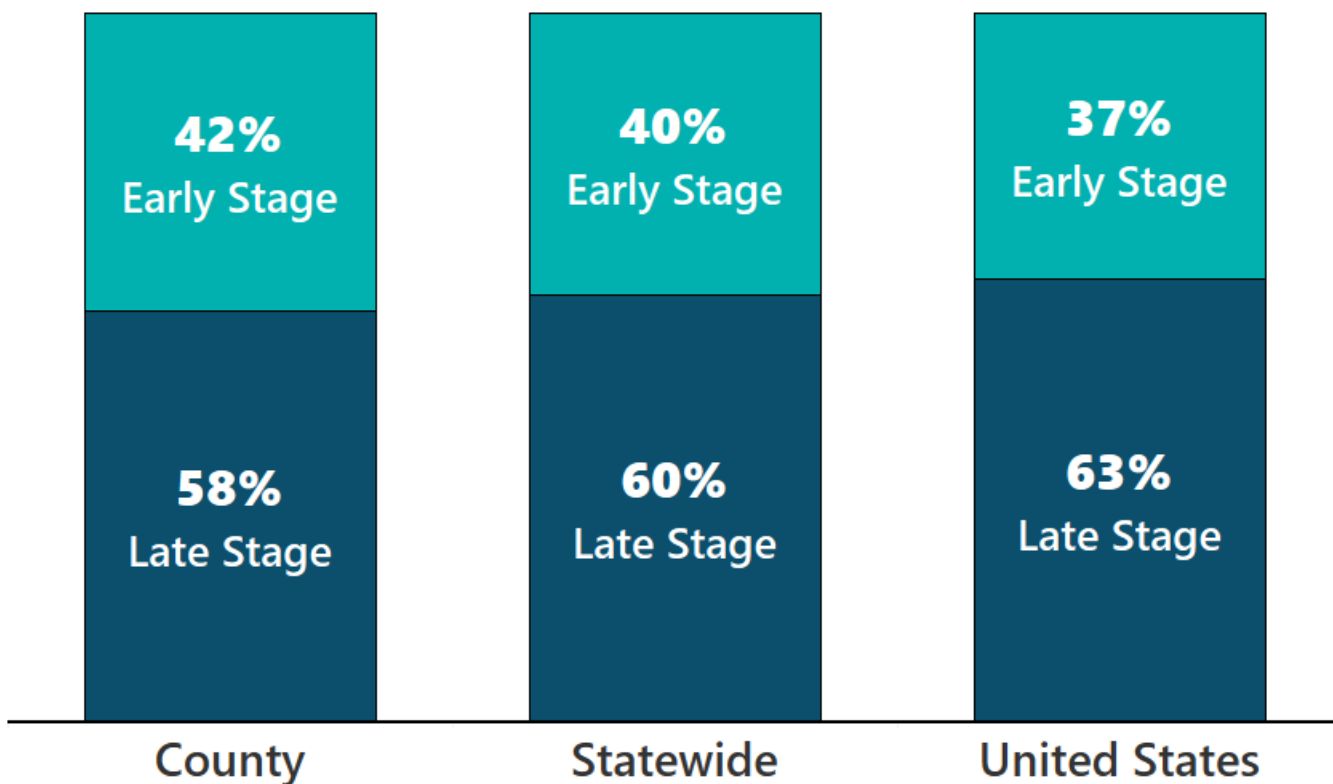 42%
Early Stage
58%
Late Stage
County
40%
Early Stage
60%
Late Stage
Statewide
37%
Early Stage
63%
Late Stage
United States